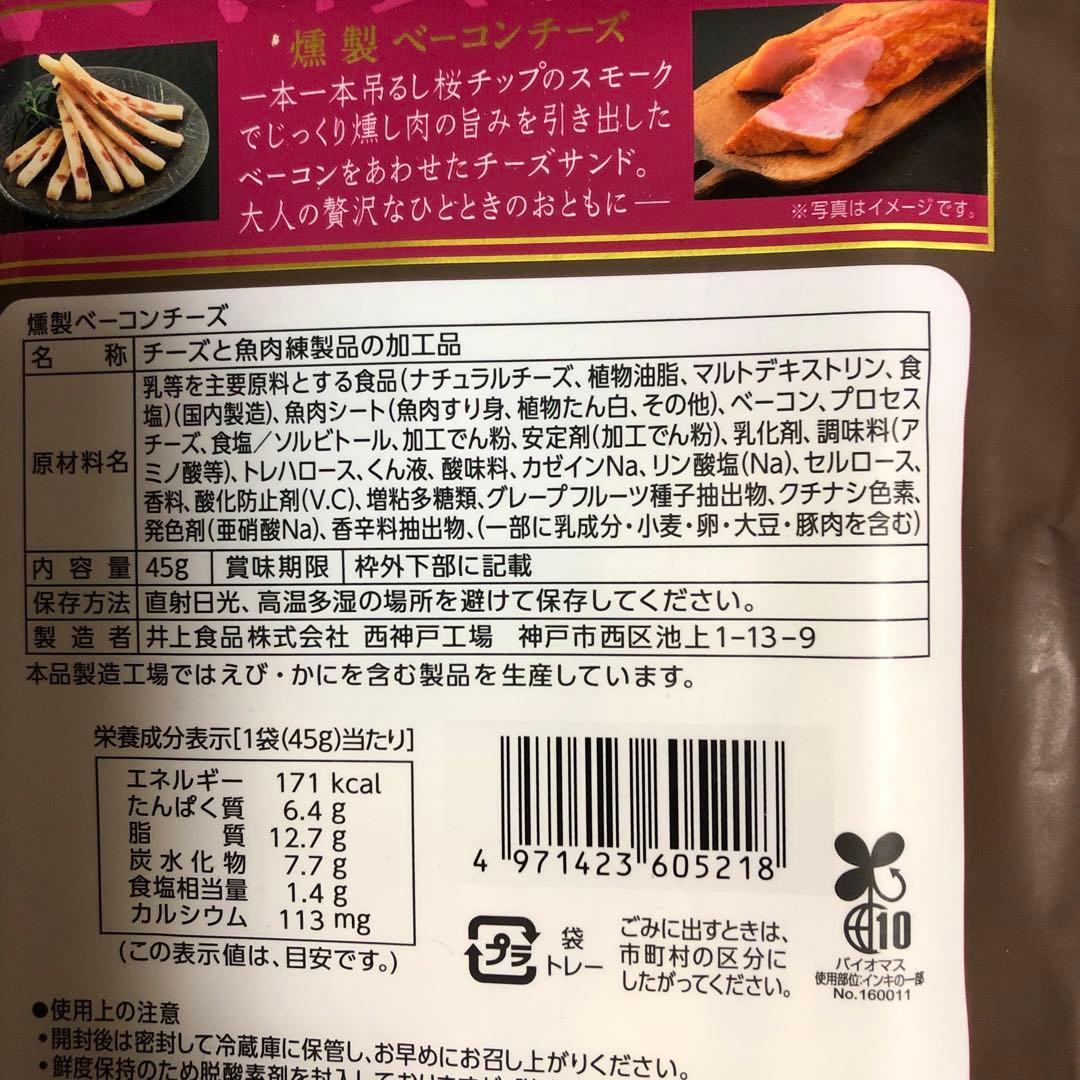 燻製ベーコンチーズ
一本一本吊るし桜チップのスモーク
でじっくり燻し肉の旨みを引き出した
ベーコンをあわせたチーズサンド。
大人の贅沢なひとときのおともに―
※写真はイメージです。
燻製ベーコンチーズ
名称 チーズと魚肉練製品の加工品
原材料名
乳等を主要原料とする食品(ナチュラルチーズ、植物油脂、マルトデキストリン、食
塩)(国内製造)、魚肉シート(魚肉すり身、植物たん白、その他)、ベーコン、プロセス
チーズ、食塩/ソルビトール、加工でん粉、安定剤(加工でん粉)、乳化剤、調味料(ア
ミノ酸等)、トレハロース、くん液、酸味料、カゼインNa、リン酸塩(Na)、セルロース、
香料、酸化防止剤(V.C)、増粘多糖類、グレープフルーツ種子抽出物、クチナシ色素、
発色剤(亜硝酸Na)、香辛料抽出物、(一部に乳成分・小麦・卵・大豆・豚肉を含む)
内容量 45g 賞味期限 枠外下部に記載
保存方法 直射日光、高温多湿の場所を避けて保存してください。
製造者 井上食品株式会社 西神戸工場 神戸市西区池上1-13-9
本品製造工場ではえび・かにを含む製品を生産しています。
栄養成分表示[1袋(45g)当たり]
エネルギー 171 kcal
たんぱく質 6.4 g
脂質 12.7 g
炭水化物 7.7 g
食塩相当量 1.4 g
カルシウム 113 mg
(この表示値は、目安です。)
4 971423 605218
プラ
袋
トレー
ごみに出すときは、
市町村の区分に
したがってください。
10
バイオマス
使用部位:インキの一部
No.160011
●使用上の注意
・開封後は密封して冷蔵庫に保管し、お早めにお召し上がりください。
・鮮度保持のため脱酸素剤を封入しておりますが、